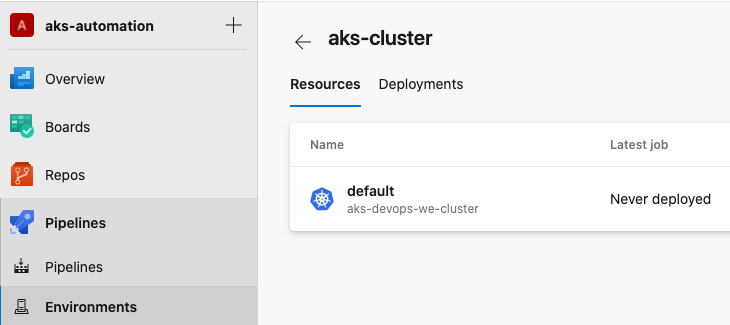 A aks-automation
Overview
Boards
Repos
Pipelines
Pipelines
Environments
aks-cluster
Resources Deployments
Name Latest job
default
aks-devops-we-cluster
Never deployed